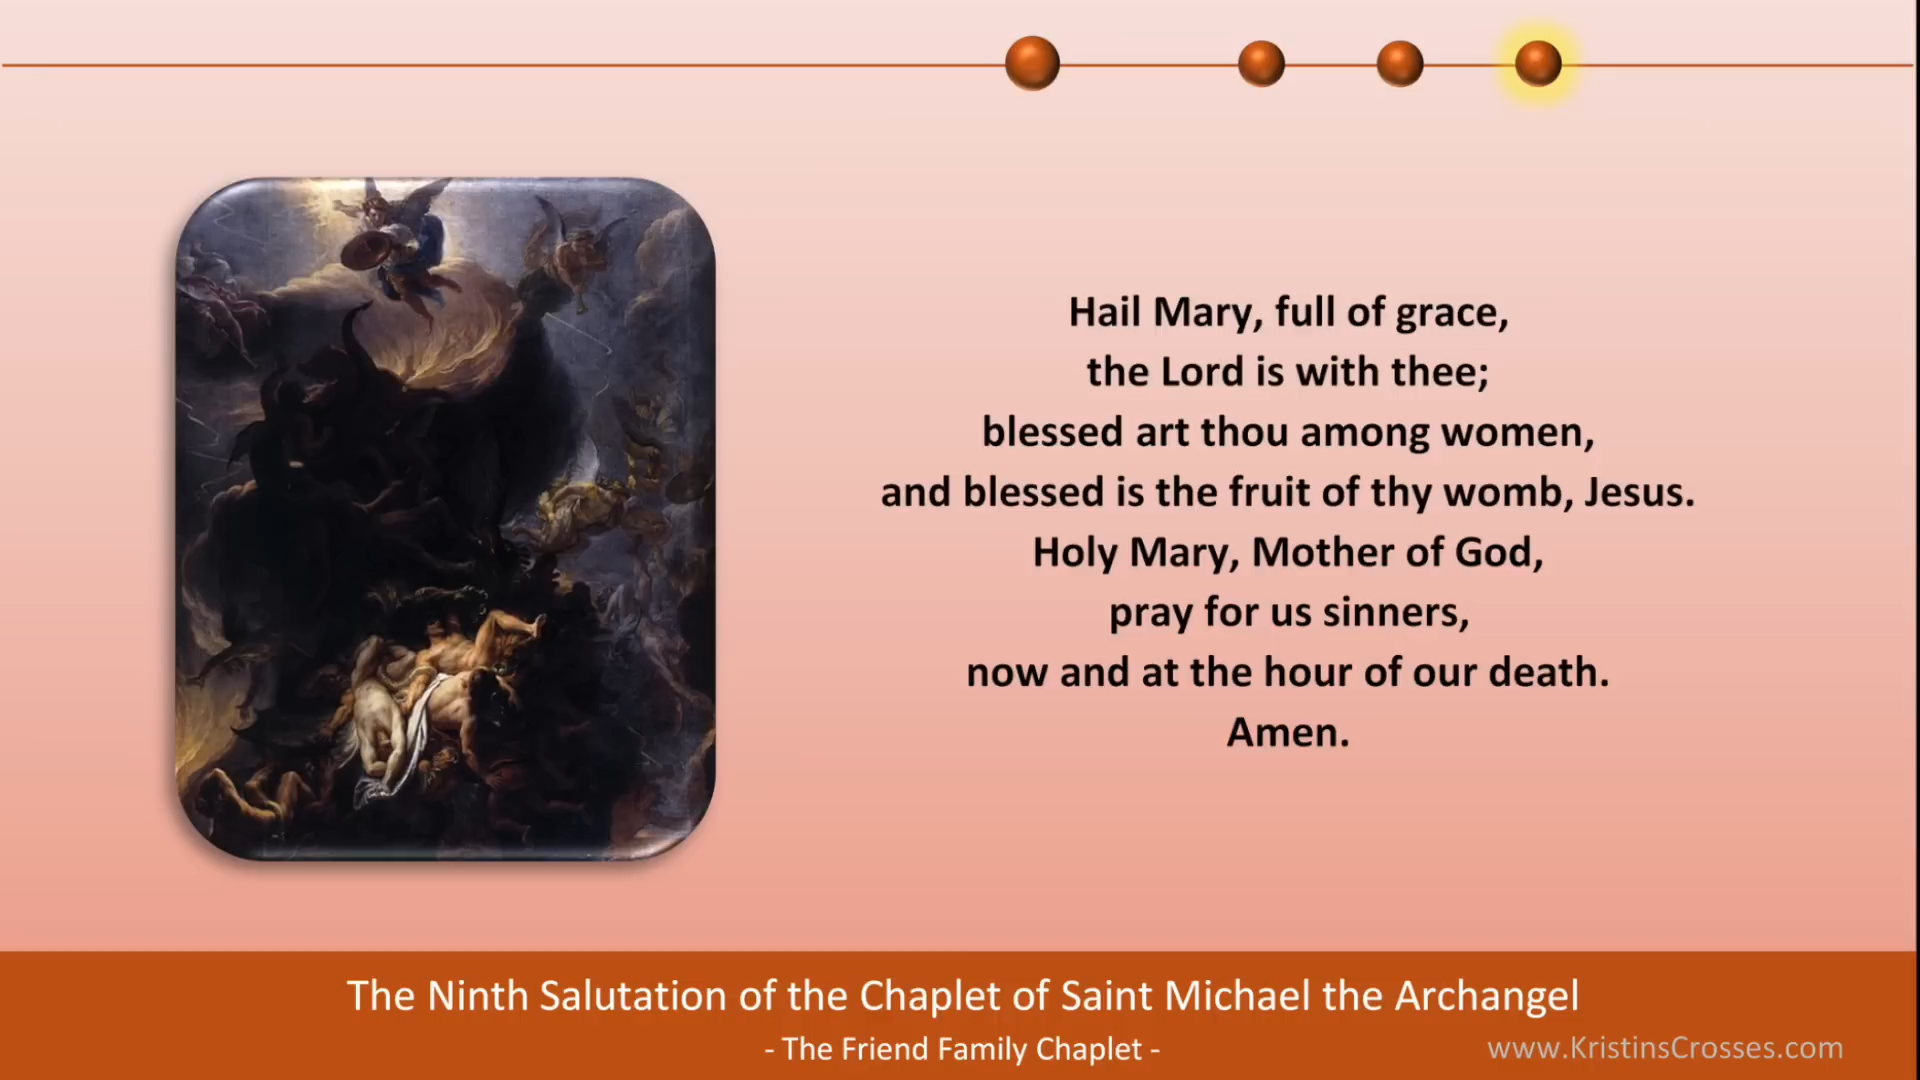 Hail Mary, full of grace,
the Lord is with thee;
blessed art thou among women,
and blessed is the fruit of thy womb, Jesus.
Holy Mary, Mother of God,
pray for us sinners,
now and at the hour of our death.
Amen.
The Ninth Salutation of the Chaplet of Saint Michael the Archangel
- The Friend Family Chaplet -
www.KristinsCrosses.com